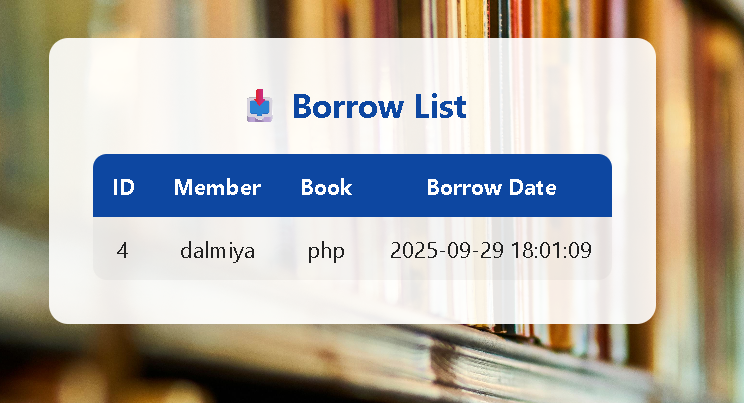 Borrow List
ID Member Book Borrow Date
4 dalmiya php 2025-09-29 18:01:09